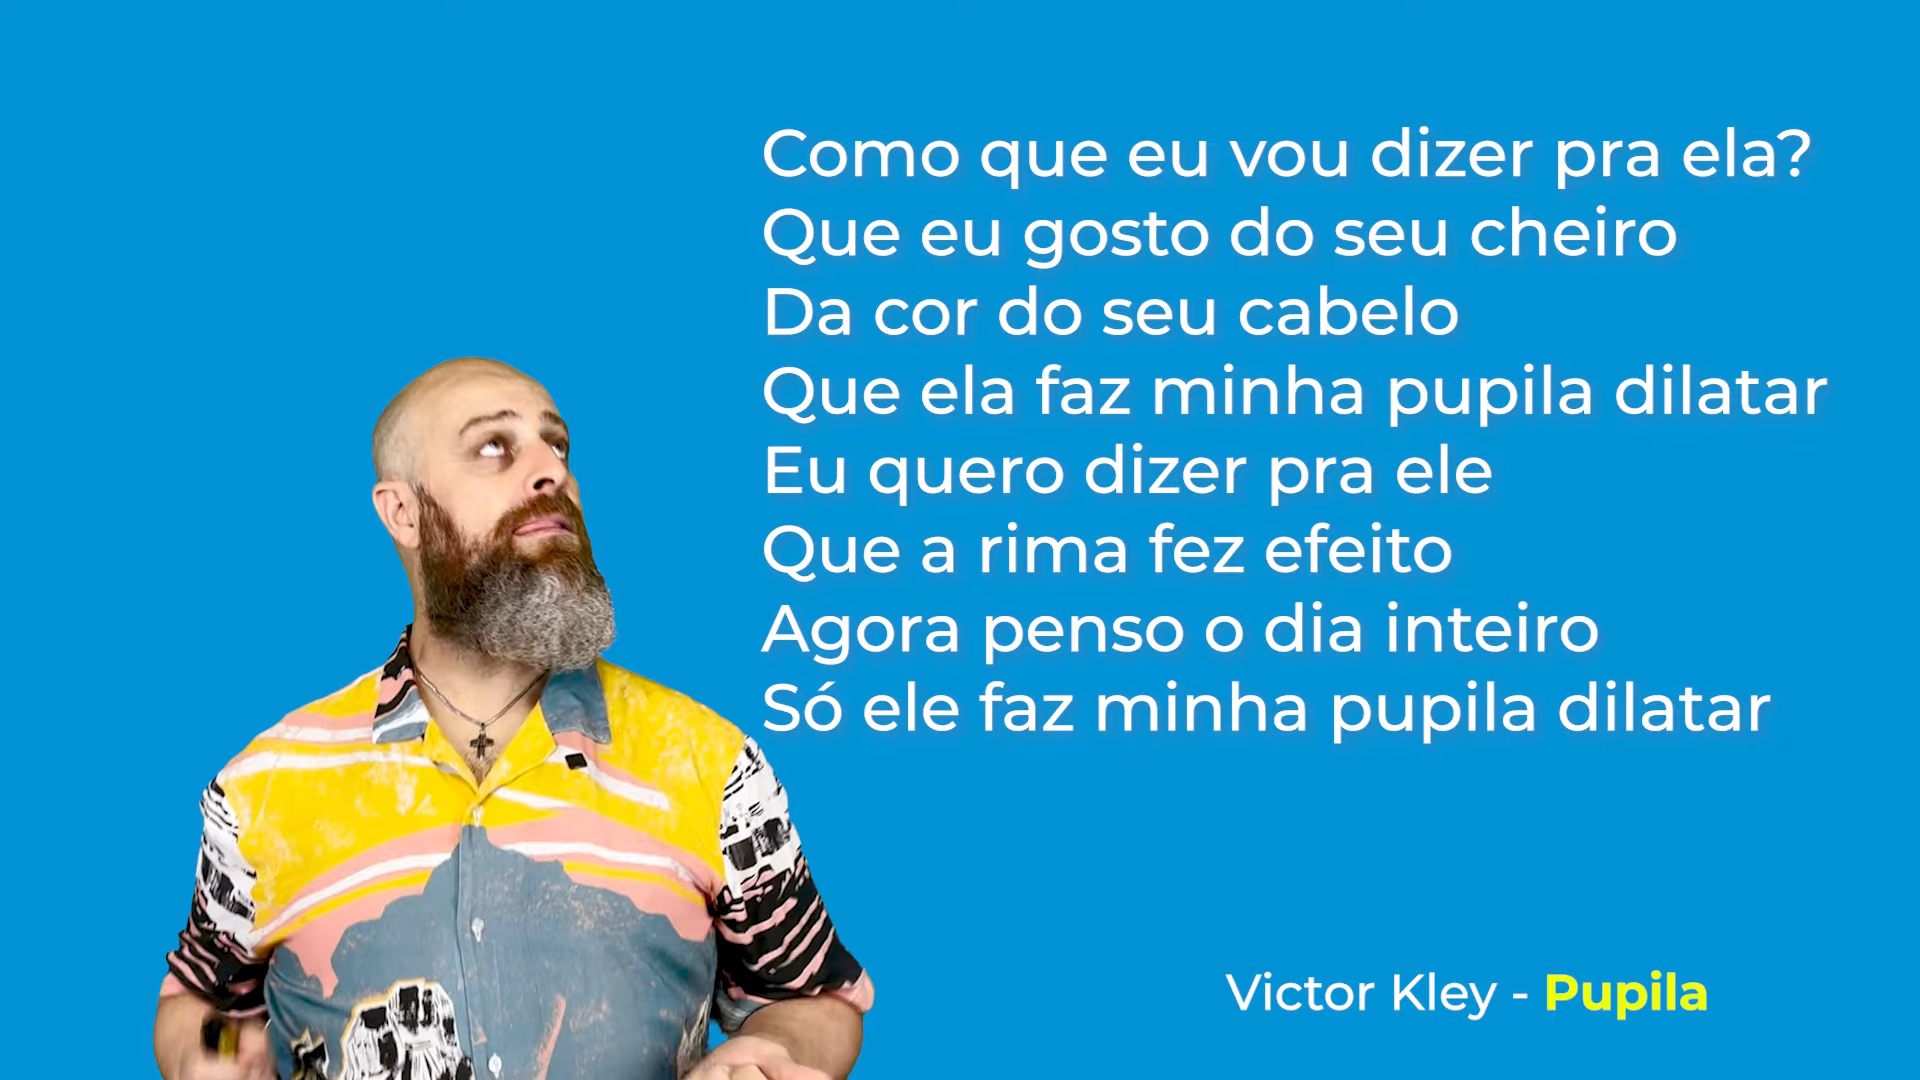 Como que eu vou dizer pra ela?
Que eu gosto do seu cheiro
Da cor do seu cabelo
Que ela faz minha pupila dilatar
Eu quero dizer pra ele
Que a rima fez efeito
Agora penso o dia inteiro
Só ele faz minha pupila dilatar
Victor Kley - Pupila